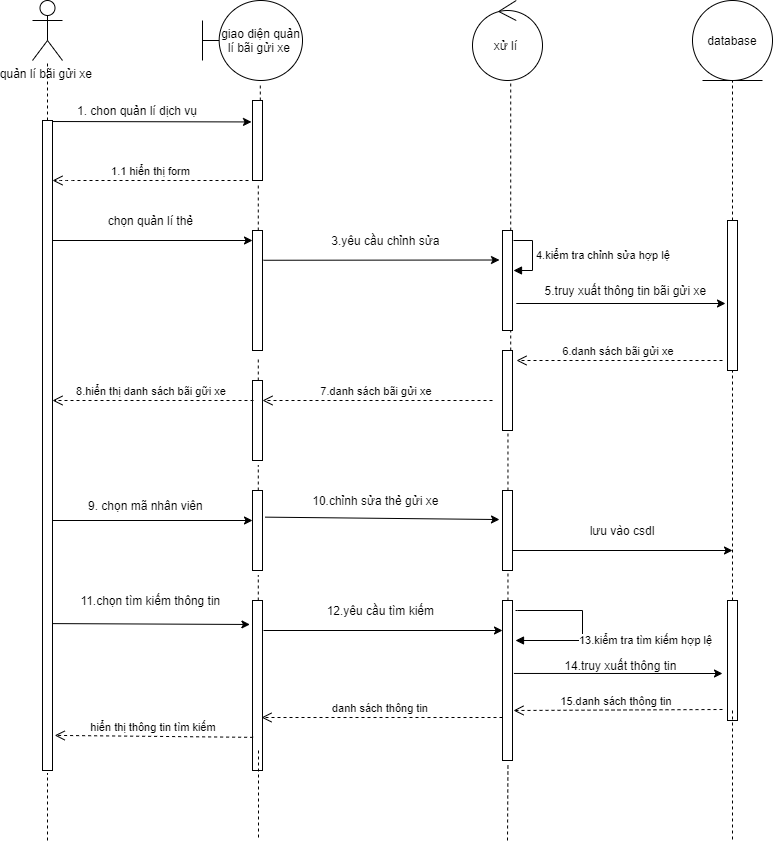 giao diện quản
lí bãi gửi xe
xử lí
database
quản lí bãi gửi xe
1. chon quản lí dịch vụ
1.1 hiển thị form
chọn quản lí thẻ
3.yêu cầu chỉnh sửa
4.kiểm tra chỉnh sửa hợp lệ
5.truy xuất thông tin bãi gửi xe
6.danh sách bãi gửi xe
8.hiển thị danh sách bãi gữi xe
7.danh sách bãi gửi xe
9. chọn mã nhân viên
10.chỉnh sửa thẻ gửi xe
lưu vào csdl
11.chọn tìm kiếm thông tin
12.yêu cầu tìm kiếm
13.kiểm tra tìm kiếm hợp lệ
14.truy xuất thông tin
15.danh sách thông tin
danh sách thông tin
hiển thị thông tin tìm kiếm